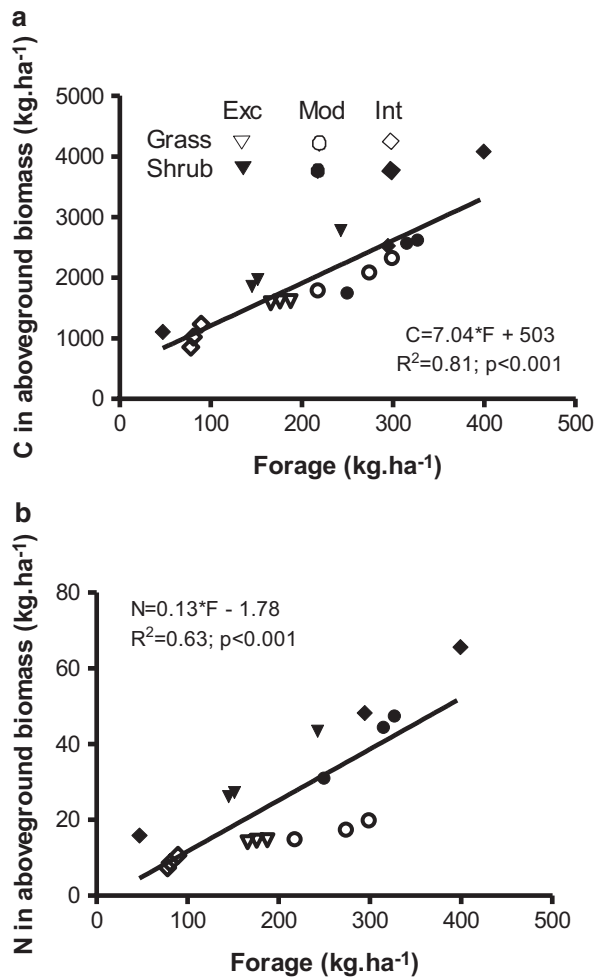 a
C in aboveground biomass (kg.ha-1)
5000
4000
3000
2000
1000
0
Exc Mod Int
Grass
Shrub
C=7.04*F + 503
R2=0.81; p<0.001
0 100 200 300 400 500
Forage (kg.ha-1)
b
N in aboveground biomass (kg.ha-1)
80
60
40
20
0
N=0.13*F - 1.78
R2=0.63; p<0.001
0 100 200 300 400 500
Forage (kg.ha-1)